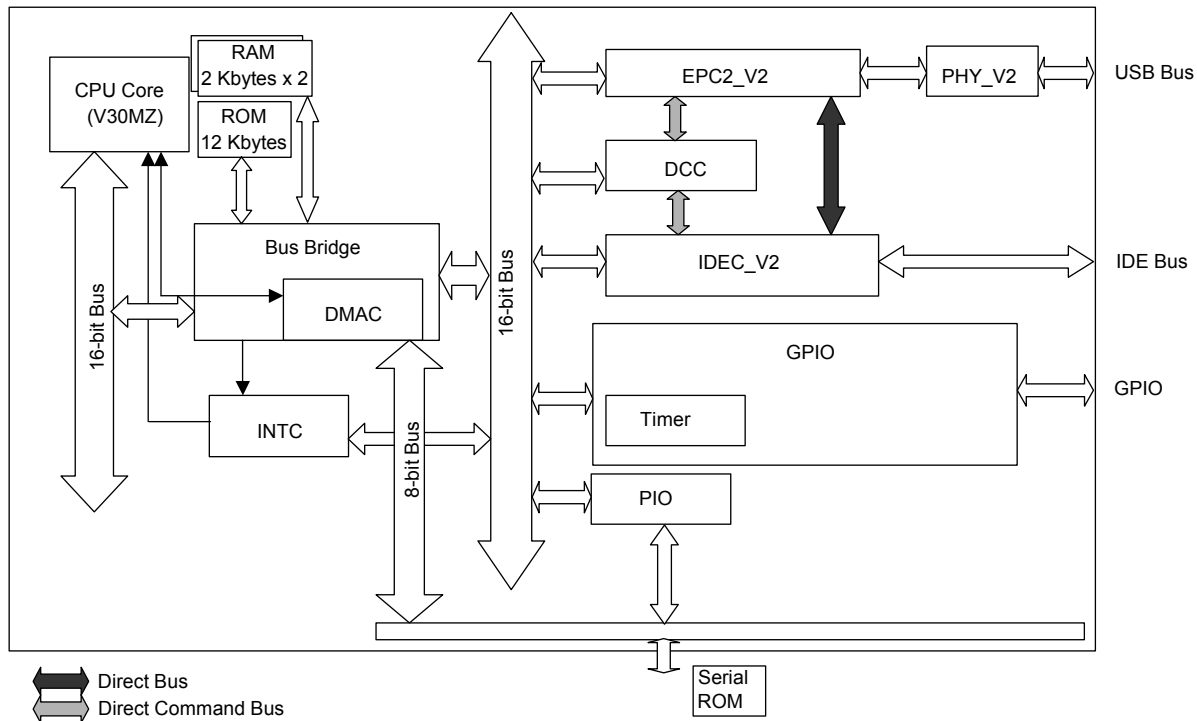 RAM
2 Kbytes x 2
CPU Core
(V30MZ)
ROM
12 Kbytes
EPC2_V2
PHY_V2
USB Bus
DCC
Bus Bridge
DMAC
16-bit Bus
16-bit Bus
IDEC_V2
IDE Bus
GPIO
Timer
GPIO
INTC
8-bit Bus
PIO
Serial
ROM
Direct Bus
Direct Command Bus